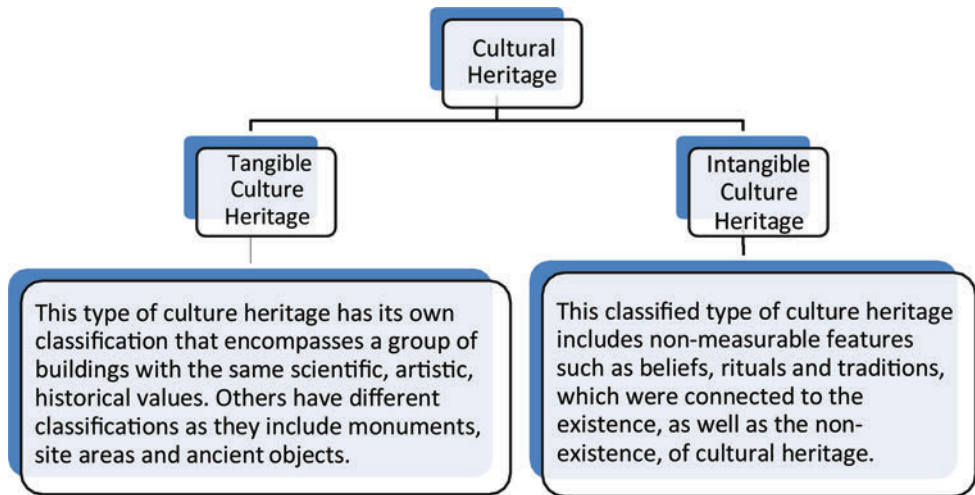 Cultural
Heritage
Tangible
Culture
Heritage
Intangible
Culture
Heritage
This type of culture heritage has its own
classification that encompasses a group of
buildings with the same scientific, artistic,
historical values. Others have different
classifications as they include monuments,
site areas and ancient objects.
This classified type of culture heritage
includes non-measurable features
such as beliefs, rituals and traditions,
which were connected to the
existence, as well as the non-
existence, of cultural heritage.